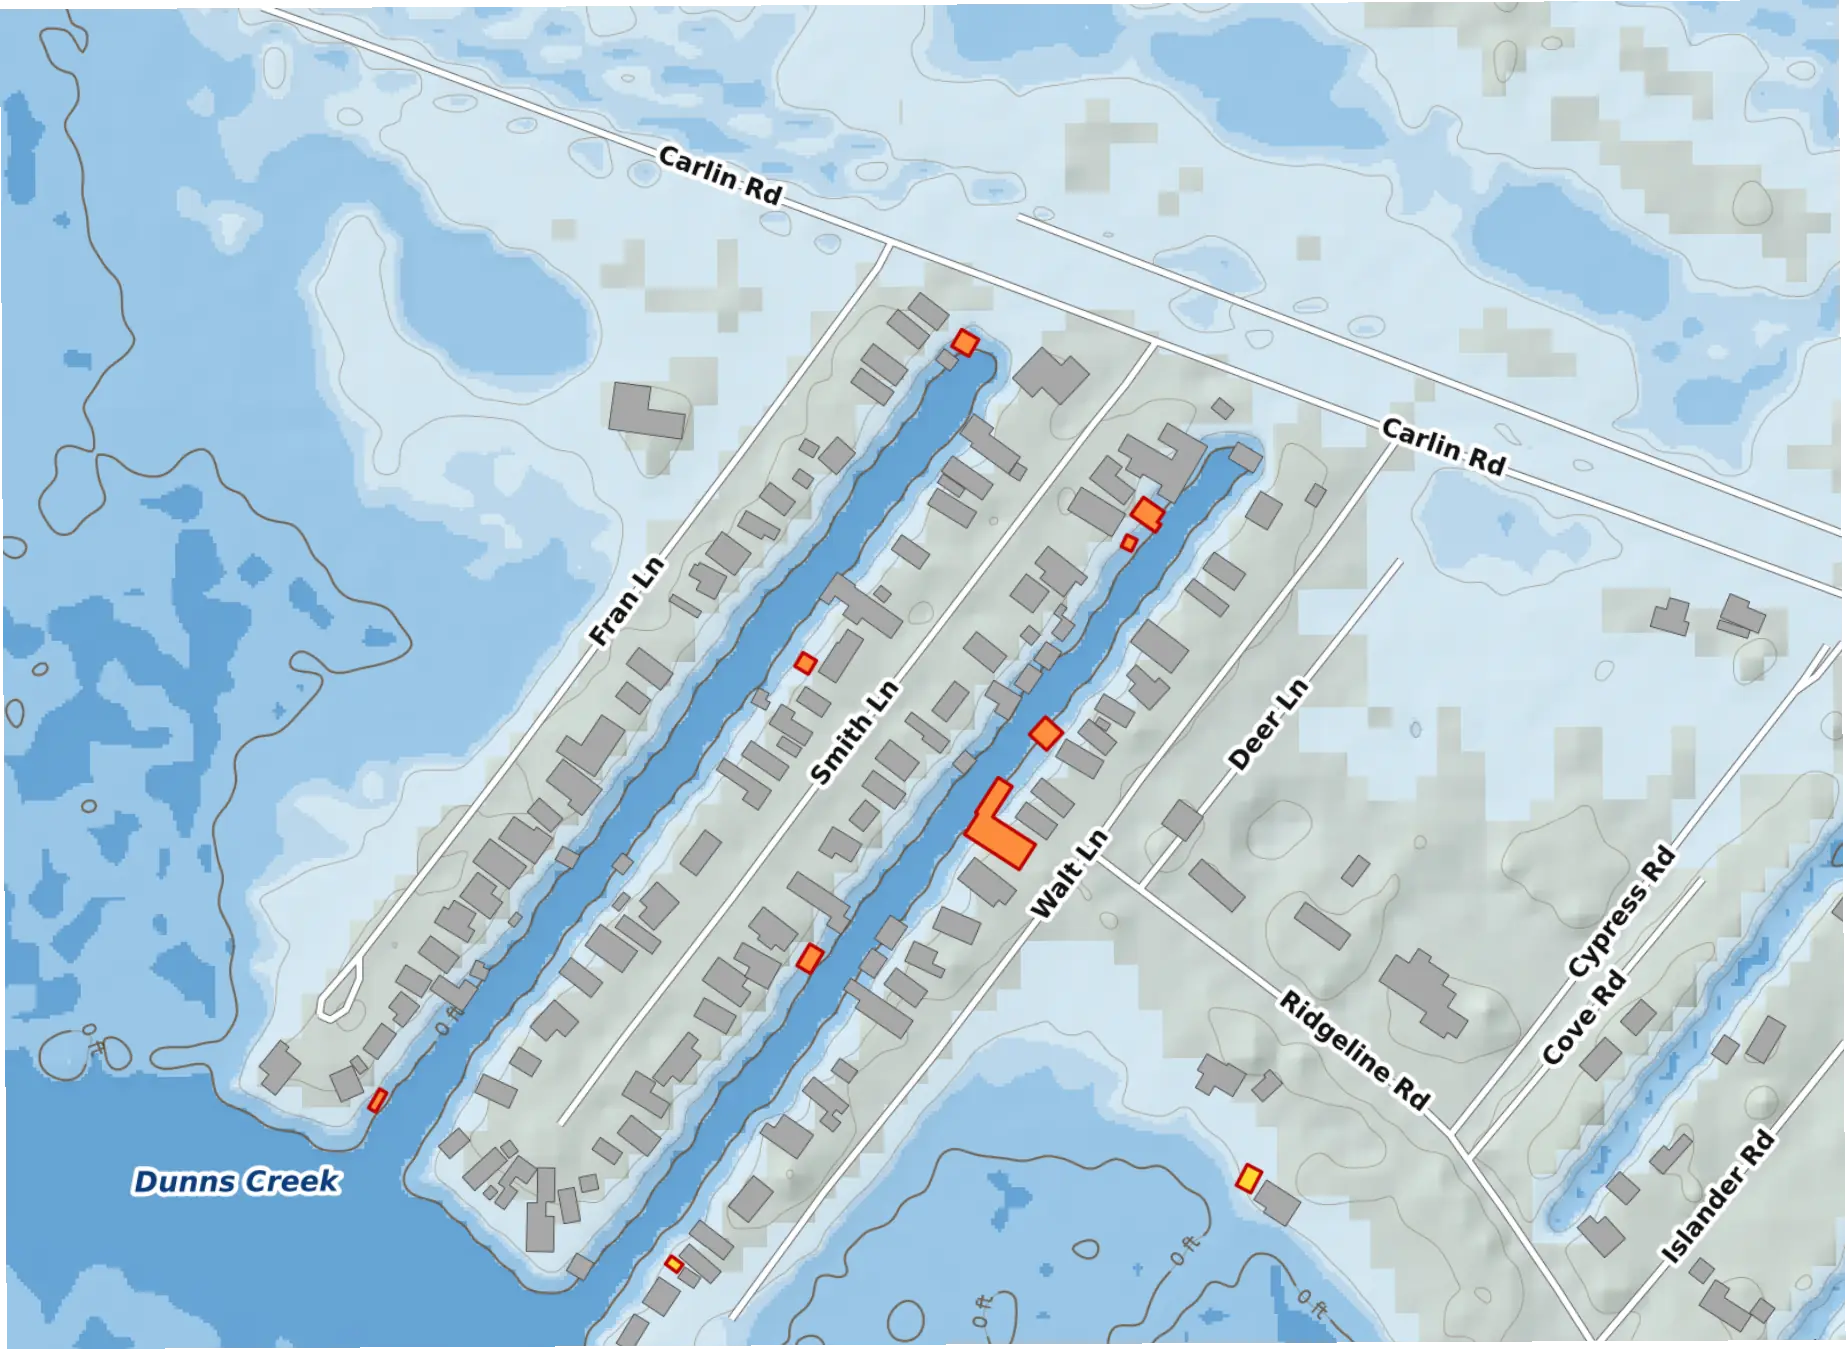 Carlin Rd
Carlin Rd
Fran Ln
Smith Ln
Deer Ln
Walt Ln
Cypress Rd
Cove Rd
Ridgeline Rd
Islander Rd
Dunns Creek
0 ft
0 ft
0 ft
0 ft
0 ft